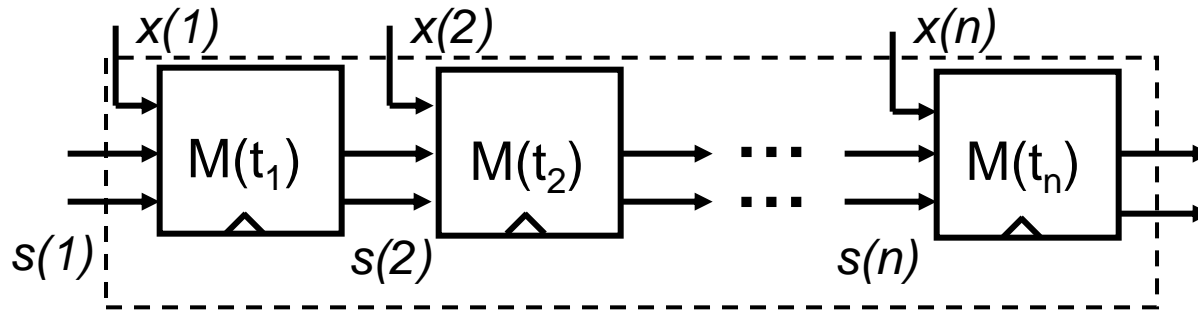 x(1) x(2) x(n)
M(t₁) M(t₂) ... M(tₙ)
...
s(1) s(2) s(n)